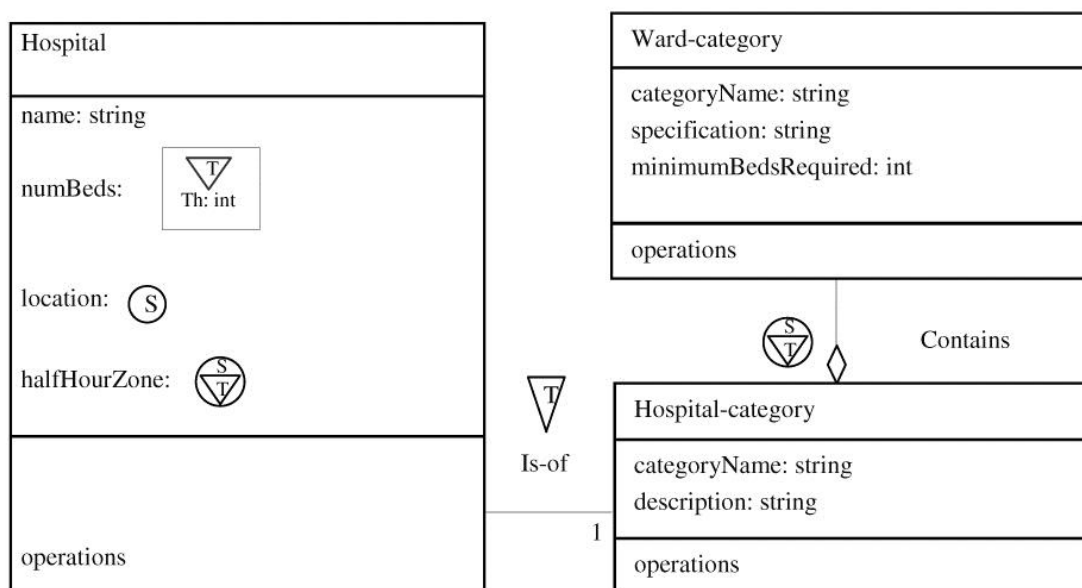 Hospital
name: string
numBeds:
T
Th: int
location:
S
halfHourZone:
S
T
operations
T
Is-of
1
Ward-category
categoryName: string
specification: string
minimumBedsRequired: int
operations
S
T
Contains
Hospital-category
categoryName: string
description: string
operations